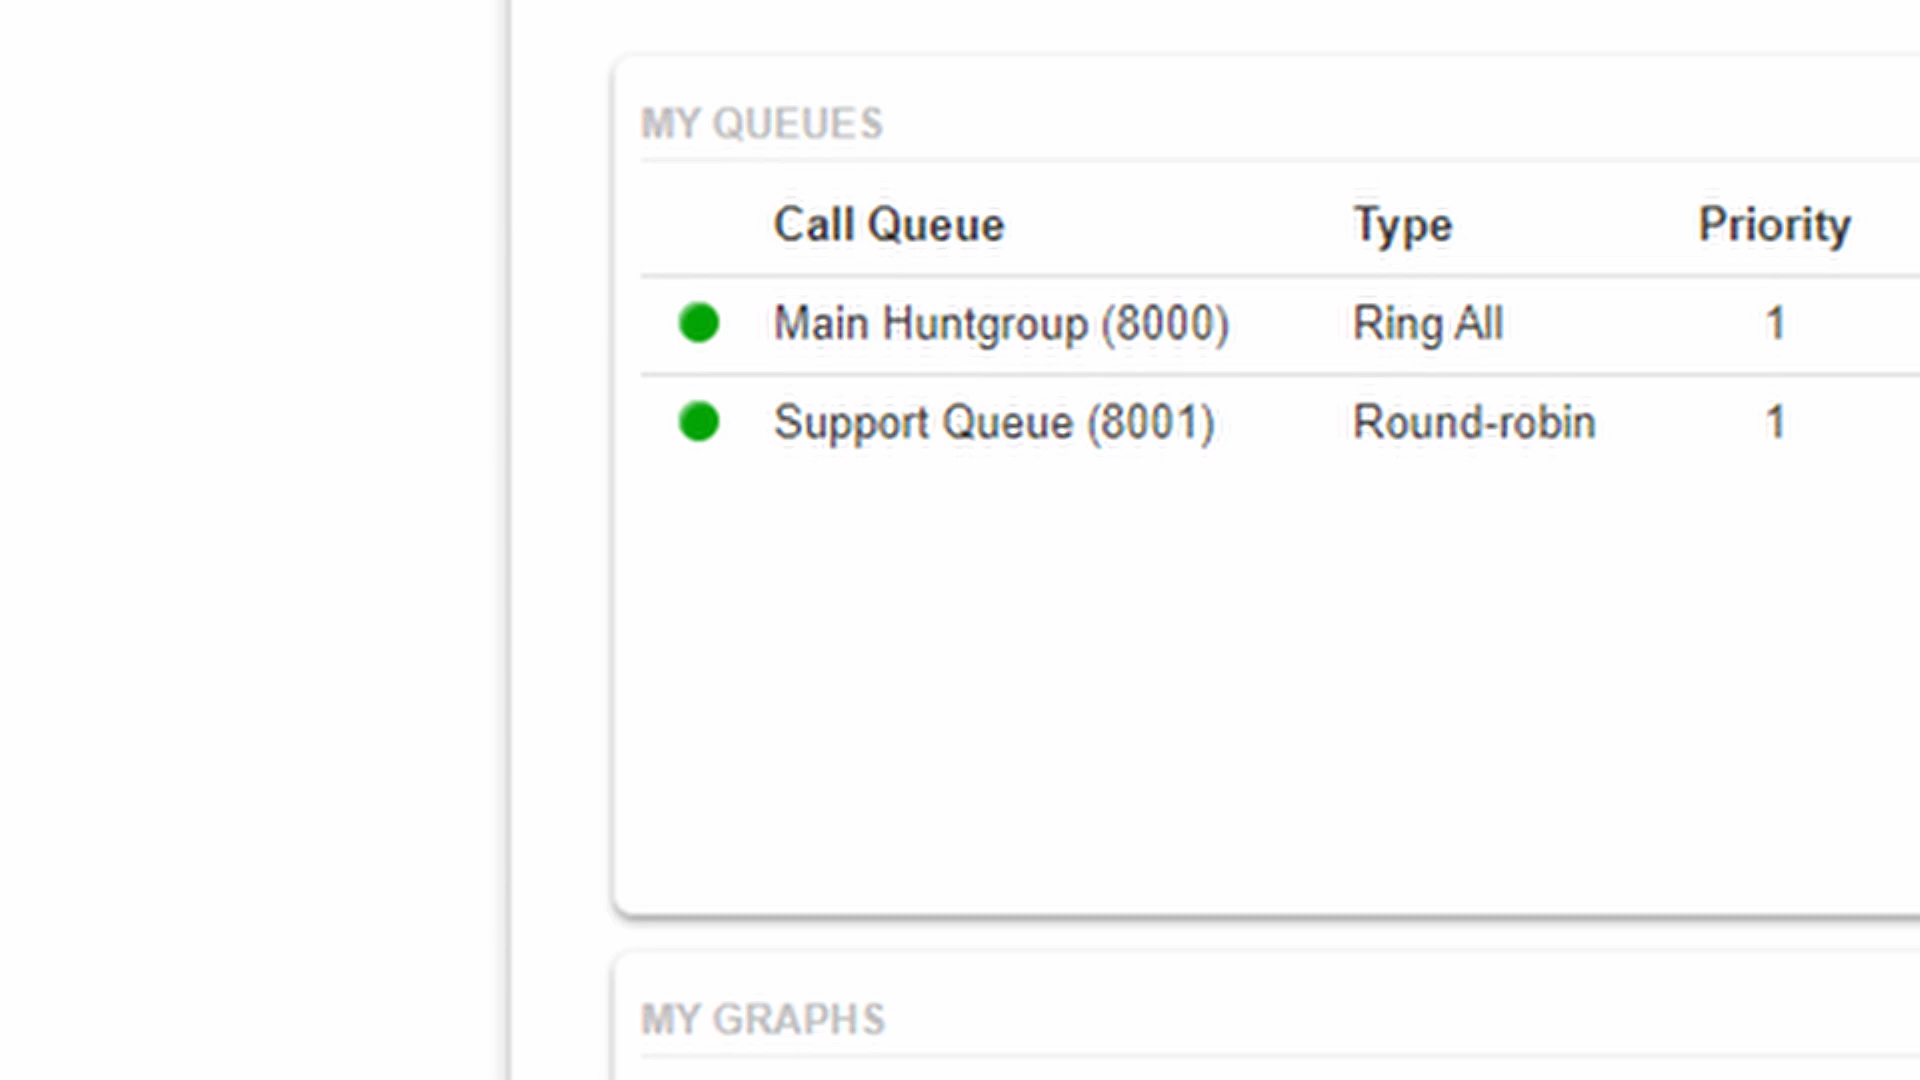 MY QUEUES
Call Queue Type Priority
Main Huntgroup (8000) Ring All 1
Support Queue (8001) Round-robin 1
MY GRAPHS